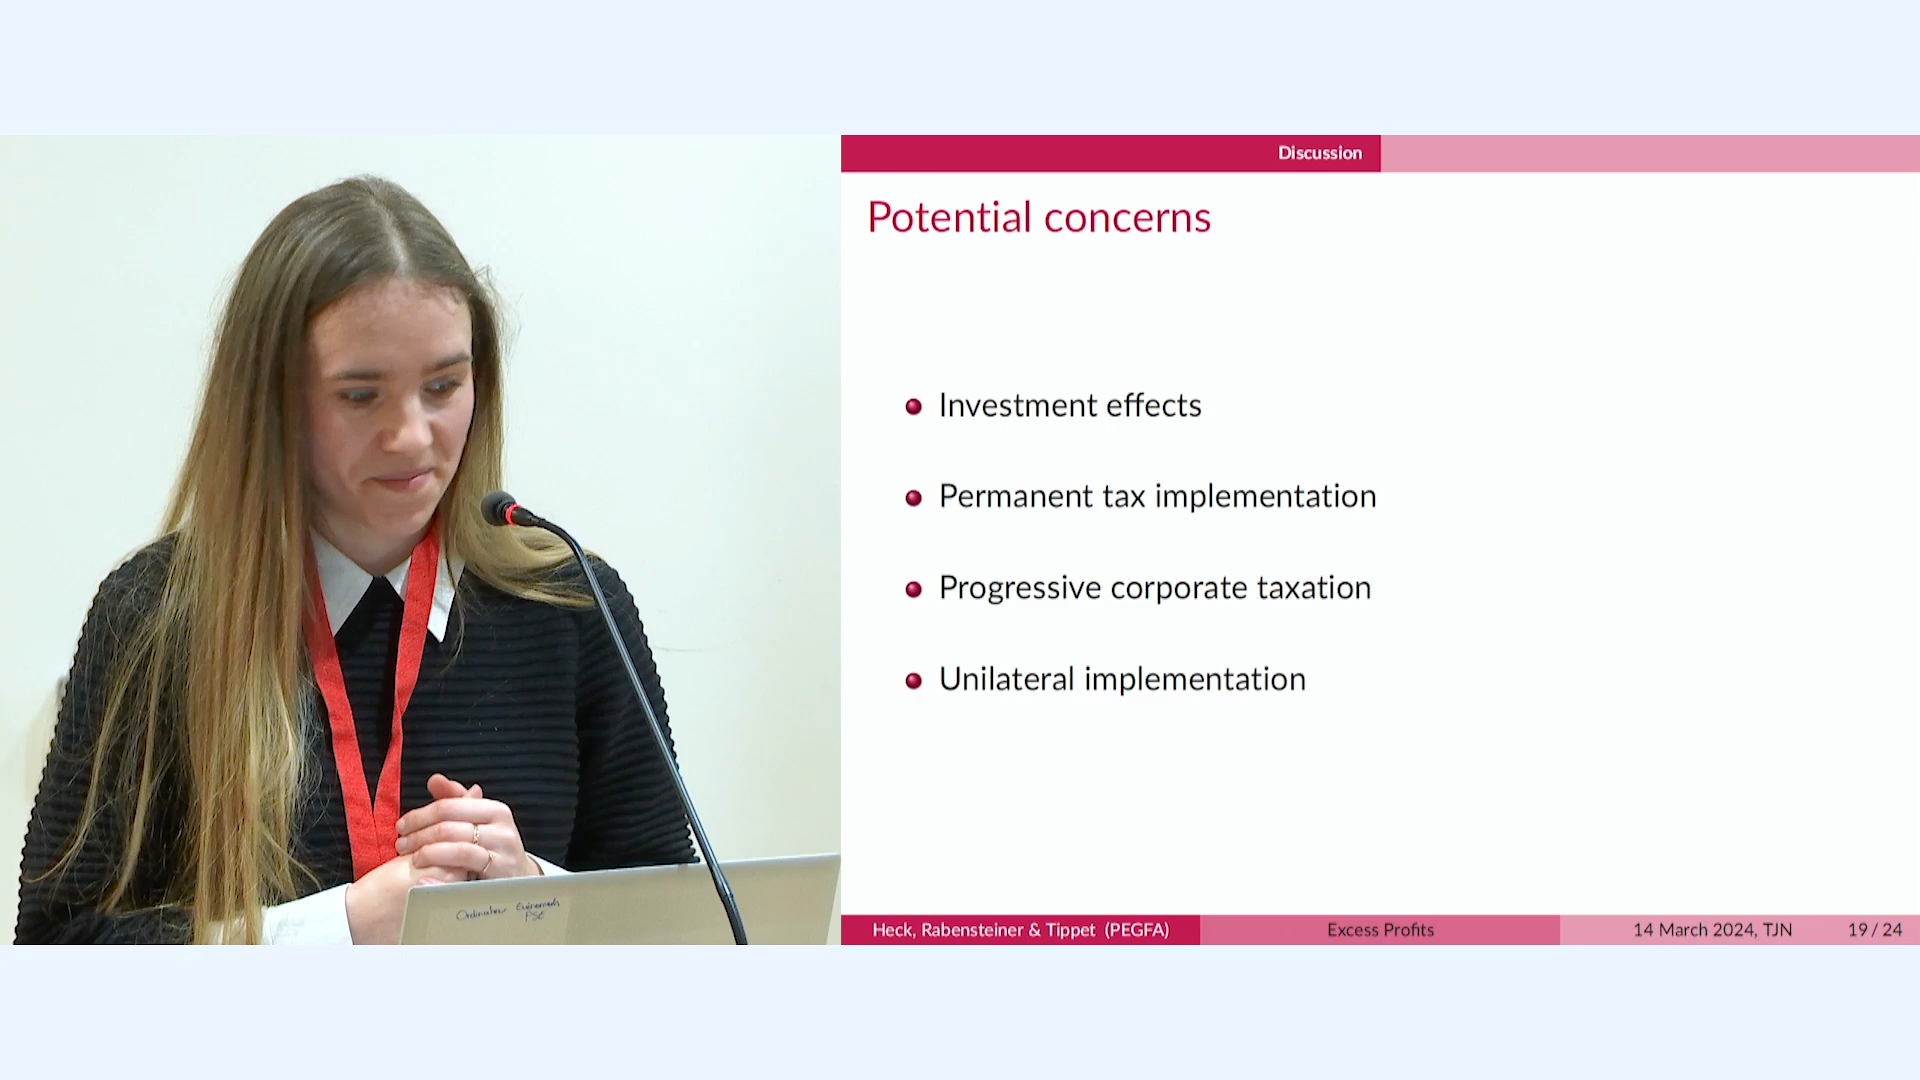 Discussion
Potential concerns
Investment effects
Permanent tax implementation
Progressive corporate taxation
Unilateral implementation
Heck, Rabensteiner & Tippet (PEGFA)
Excess Profits
14 March 2024, TJN
19 / 24
PSE